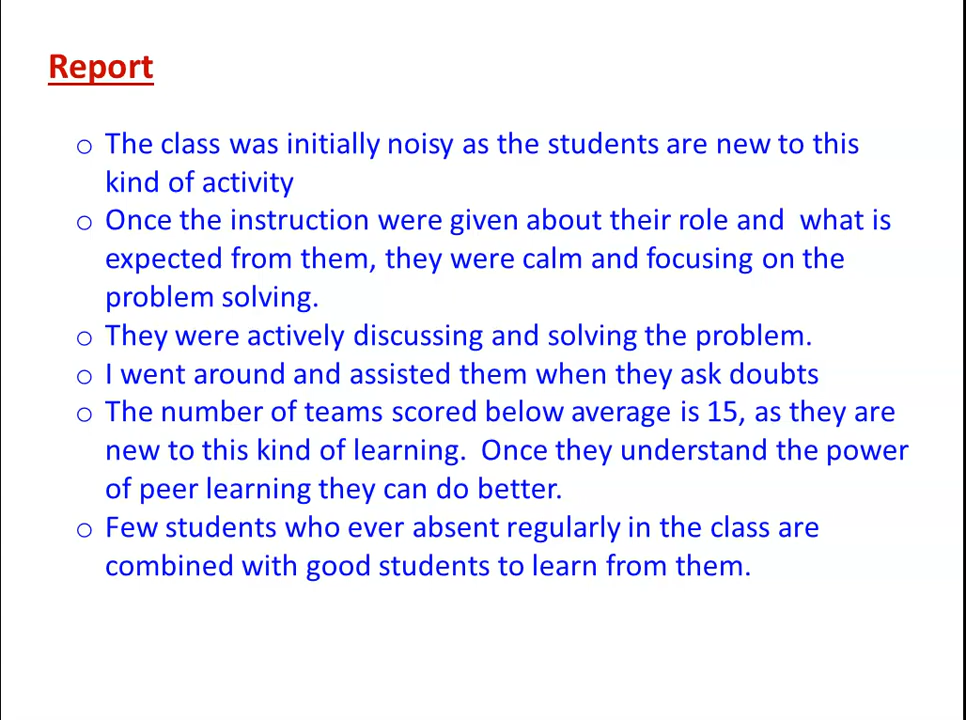 Report
○ The class was initially noisy as the students are new to this
kind of activity
○ Once the instruction were given about their role and  what is
expected from them, they were calm and focusing on the
problem solving.
○ They were actively discussing and solving the problem.
○ I went around and assisted them when they ask doubts
○ The number of teams scored below average is 15, as they are
new to this kind of learning.  Once they understand the power
of peer learning they can do better.
○ Few students who ever absent regularly in the class are
combined with good students to learn from them.